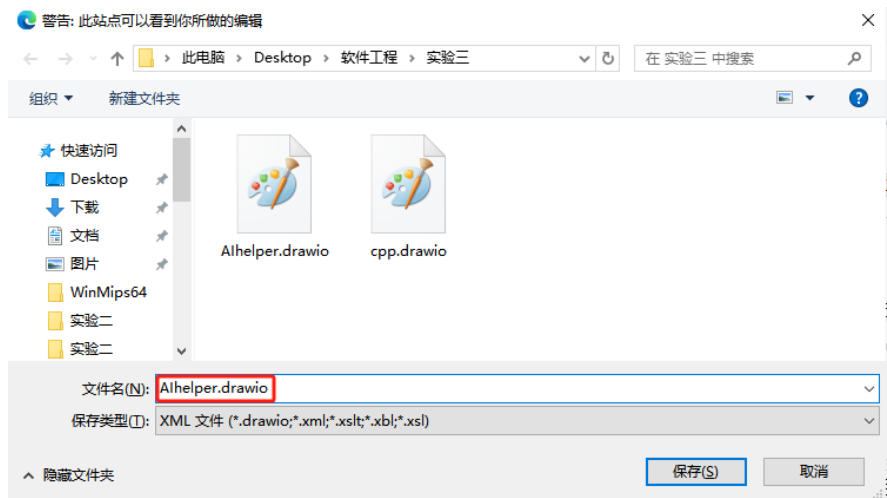 警告: 此站点可以看到你所做的编辑
此电脑 › Desktop › 软件工程 › 实验三
在 实验三 中搜索
组织
新建文件夹
快速访问
Desktop
下载
文档
图片
WinMips64
实验二
实验二
AIhelper.drawio
cpp.drawio
文件名(N): AIhelper.drawio
保存类型(T): XML 文件 (*.drawio;*.xml;*.xslt;*.xbl;*.xsl)
隐藏文件夹
保存(S)
取消